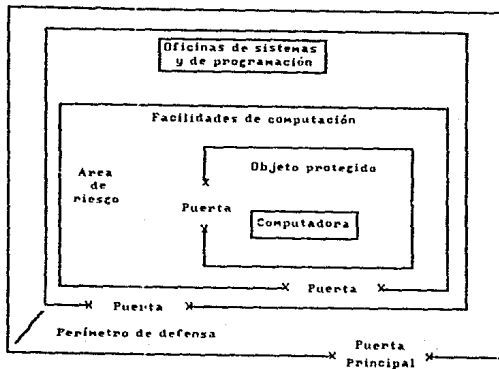 Oficinas de sistemas
y de programación
Facilidades de computación
Area
de
riesgo
Objeto protegido
Puerta
Computadora
Puerta
Puerta
Perímetro de defensa
Puerta
Principal